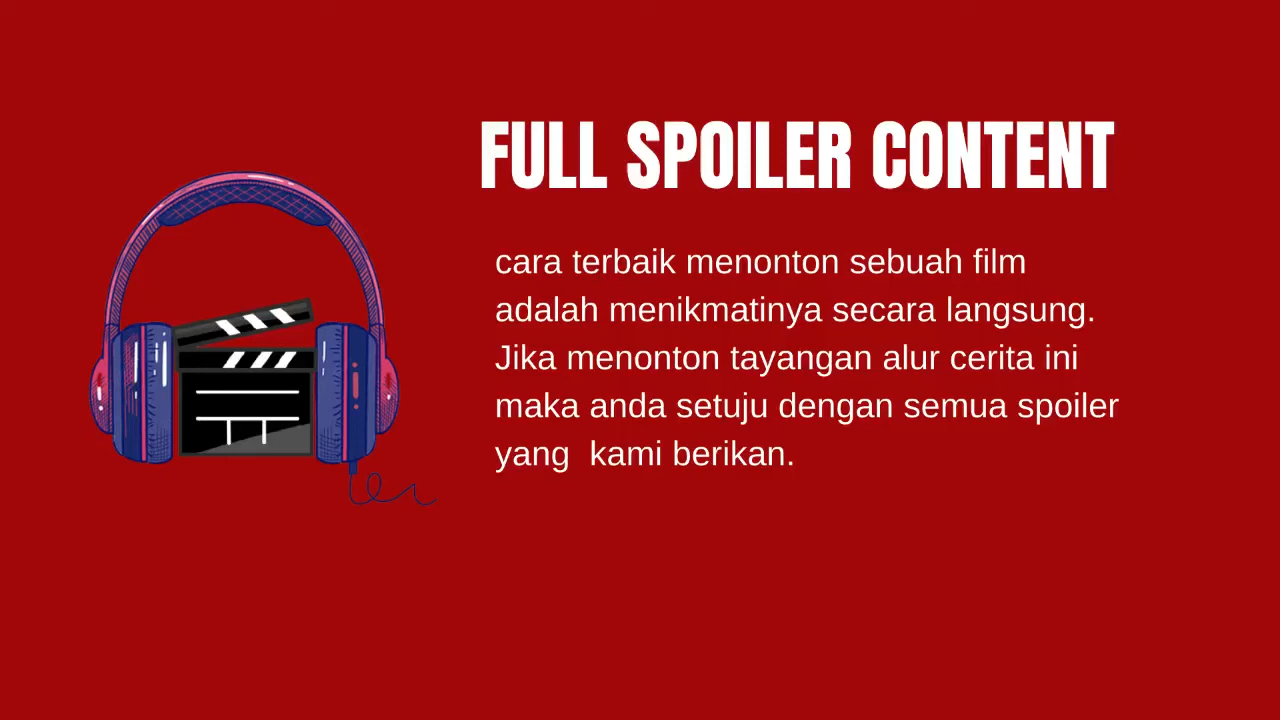 FULL SPOILER CONTENT
cara terbaik menonton sebuah film
adalah menikmatinya secara langsung.
Jika menonton tayangan alur cerita ini
maka anda setuju dengan semua spoiler
yang  kami berikan.